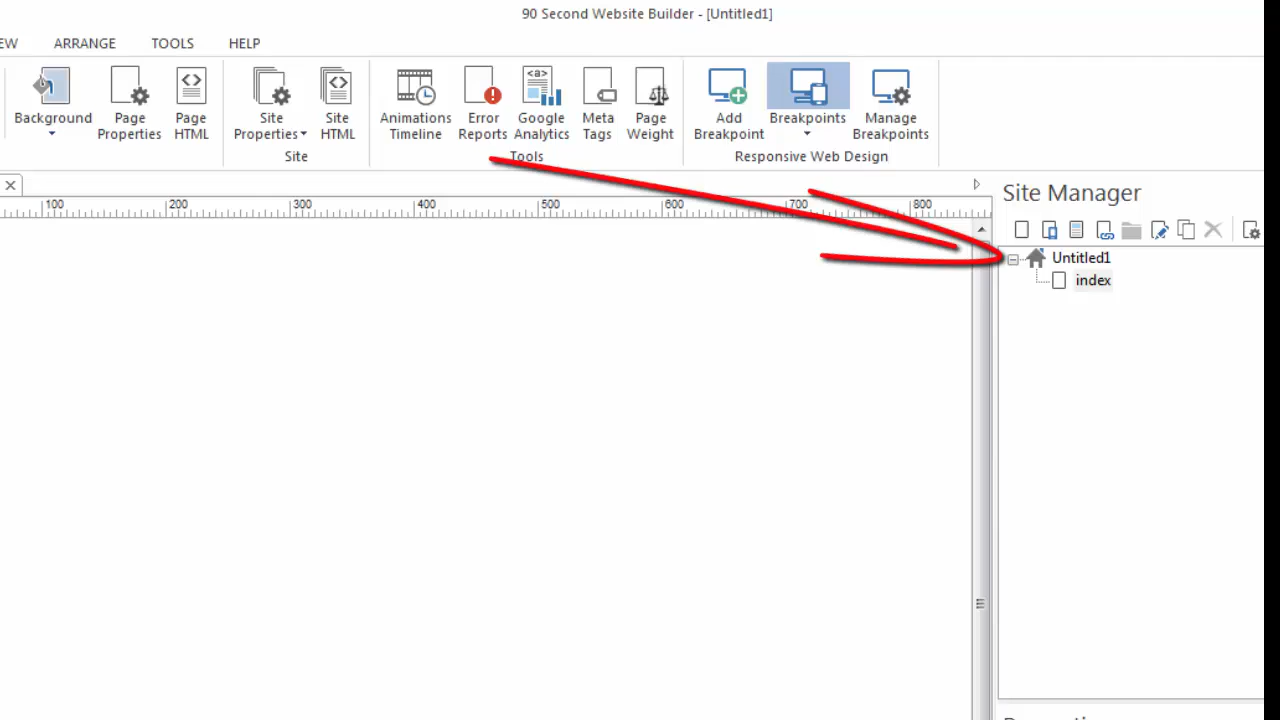 90 Second Website Builder - [Untitled1]
EW ARRANGE TOOLS HELP
Background
Page Properties
Page HTML
Site Properties
Site HTML
Animations Timeline
Error Reports
Google Analytics
<a>
Meta Tags
Page Weight
Add Breakpoint
Breakpoints
Manage Breakpoints
Site
Tools
Responsive Web Design
100 200 300 400 500 600 700 800
Site Manager
Untitled1
index